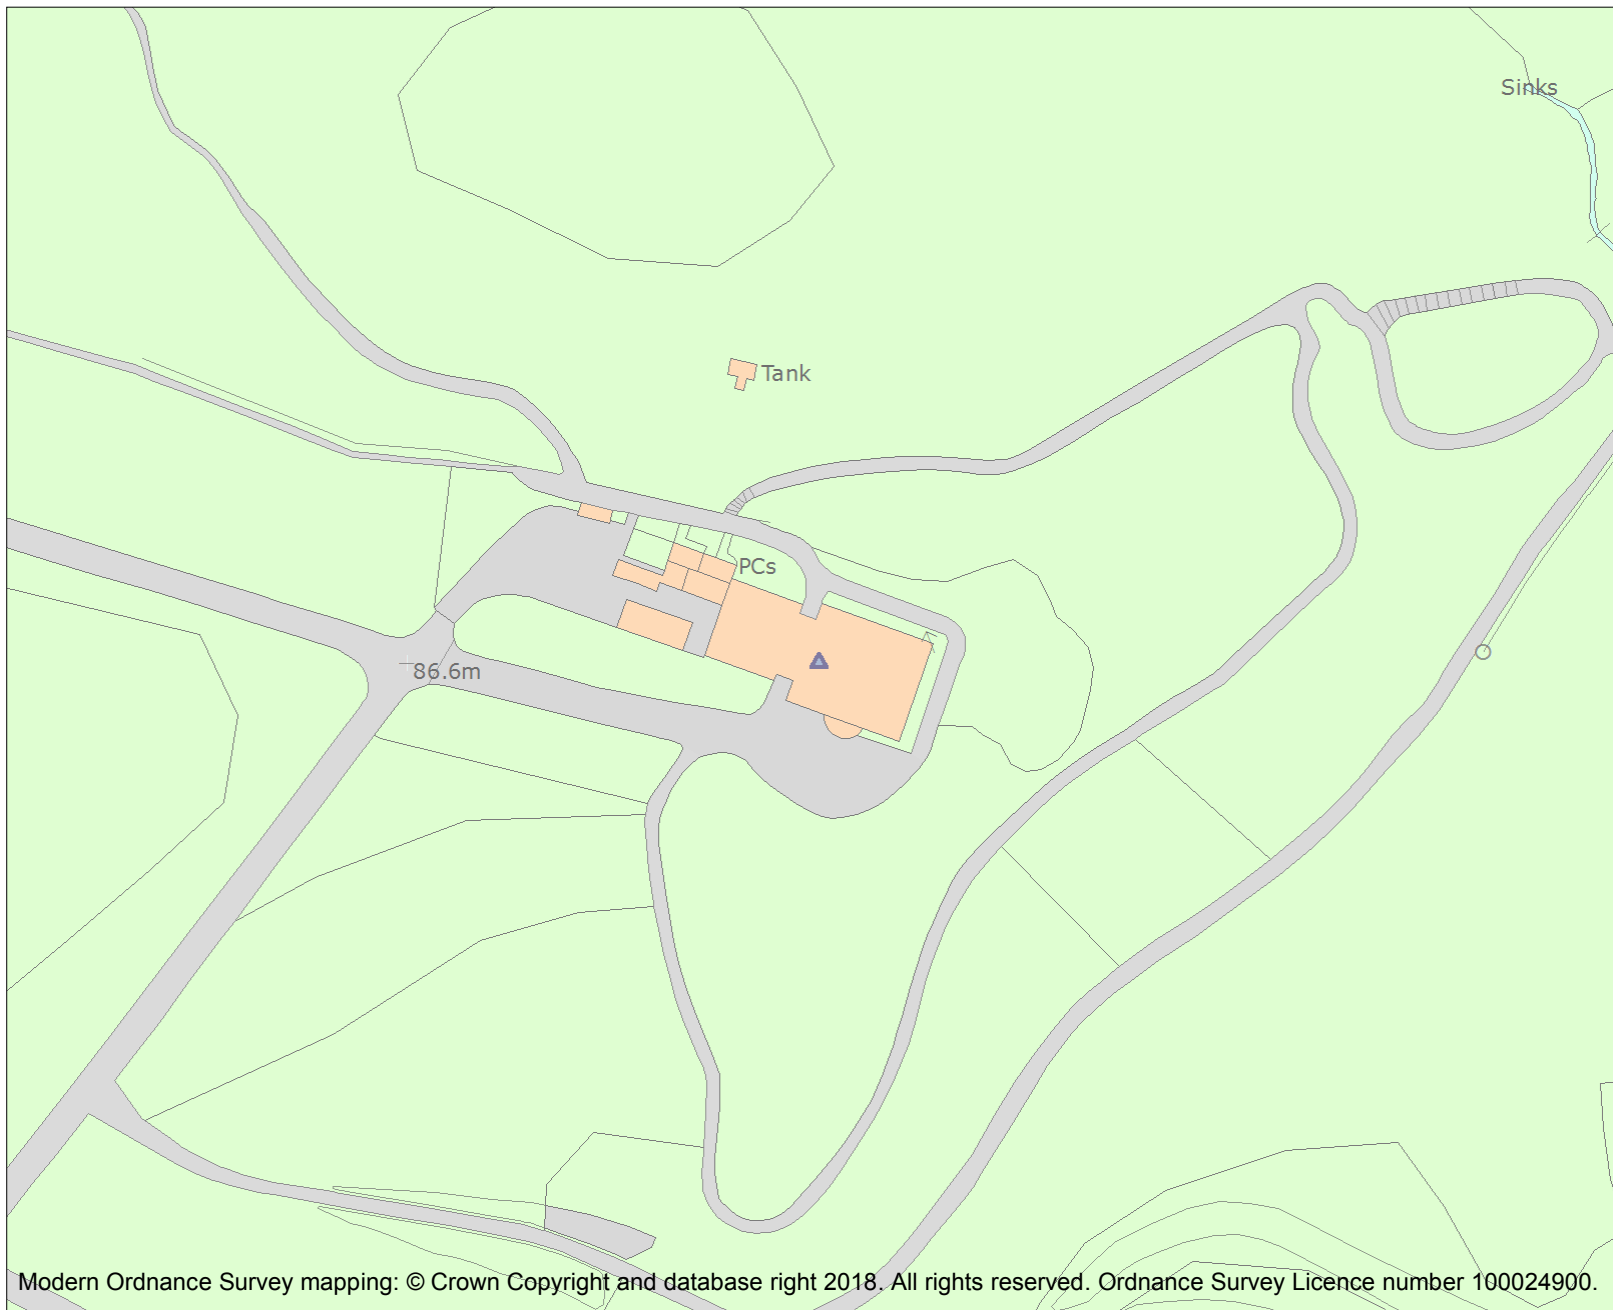 Sinks
Tank
PCs
86.6m
Modern Ordnance Survey mapping: © Crown Copyright and database right 2018. All rights reserved. Ordnance Survey Licence number 100024900.